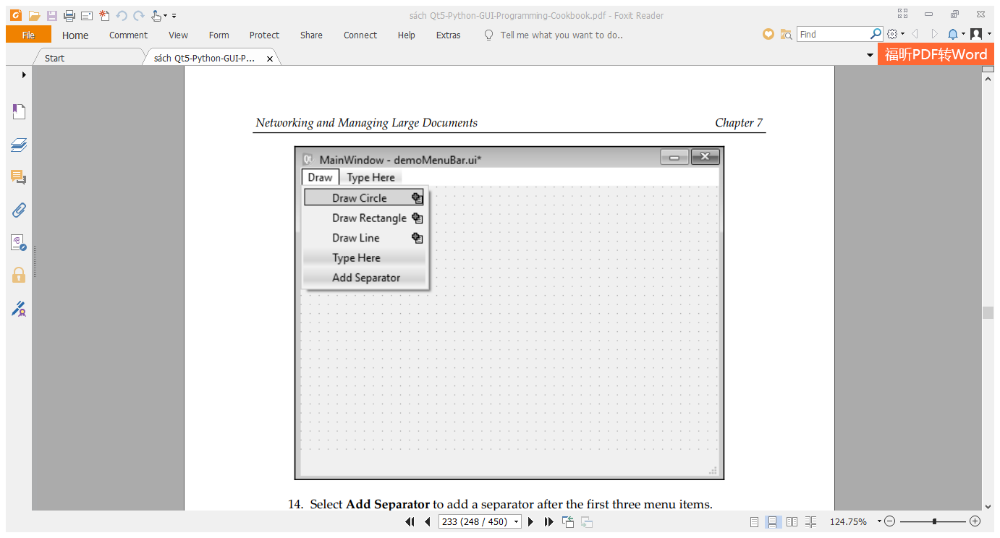 sách Qt5-Python-GUI-Programming-Cookbook.pdf - Foxit Reader
File Home Comment View Form Protect Share Connect Help Extras Tell me what you want to do.. Find
Start sách Qt5-Python-GUI-P... 福昕PDF转Word
Networking and Managing Large Documents Chapter 7
Qt MainWindow - demoMenuBar.ui*
Draw Type Here
Draw Circle
Draw Rectangle
Draw Line
Type Here
Add Separator
14. Select Add Separator to add a separator after the first three menu items.
233 (248 / 450) 124.75%